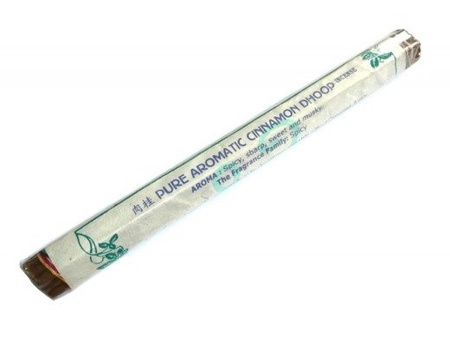 肉桂 PURE AROMATIC CINNAMON DHOOP INCENSE
AROMA : Spicy, sharp, sweet and musky.
The Fragrance Family: Spicy